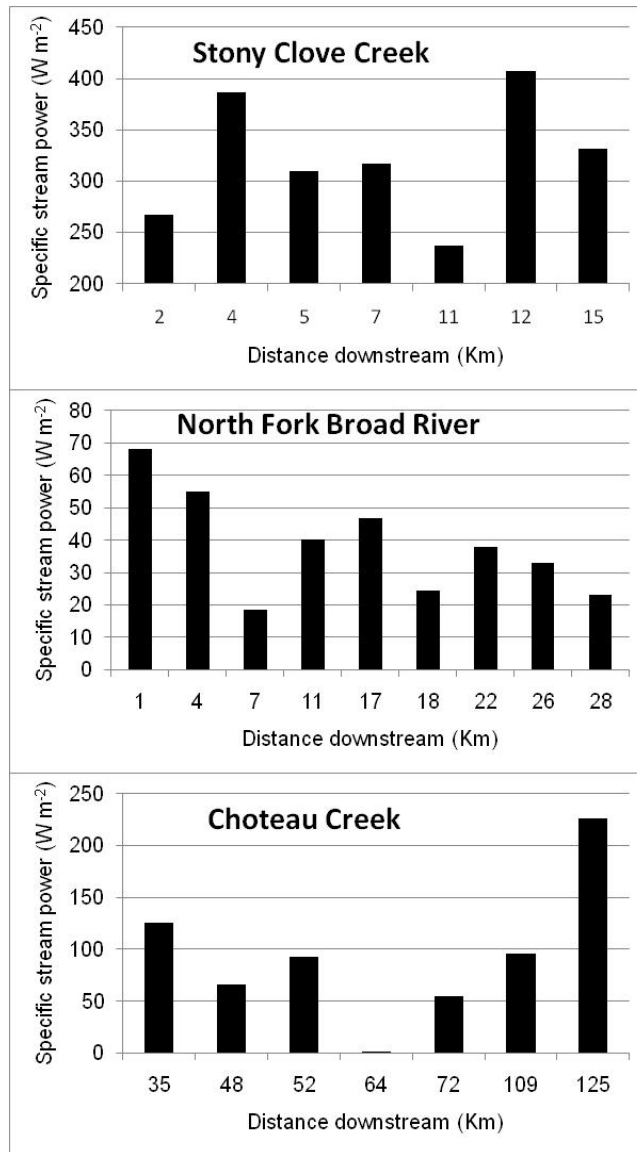 Stony Clove Creek
Specific stream power (W m-2)
450
400
350
300
250
200
2 4 5 7 11 12 15
Distance downstream (Km)
North Fork Broad River
Specific stream power (W m-2)
80
70
60
50
40
30
20
10
0
1 4 7 11 17 18 22 26 28
Distance downstream (Km)
Choteau Creek
Specific stream power (W m-2)
250
200
150
100
50
0
35 48 52 64 72 109 125
Distance downstream (Km)